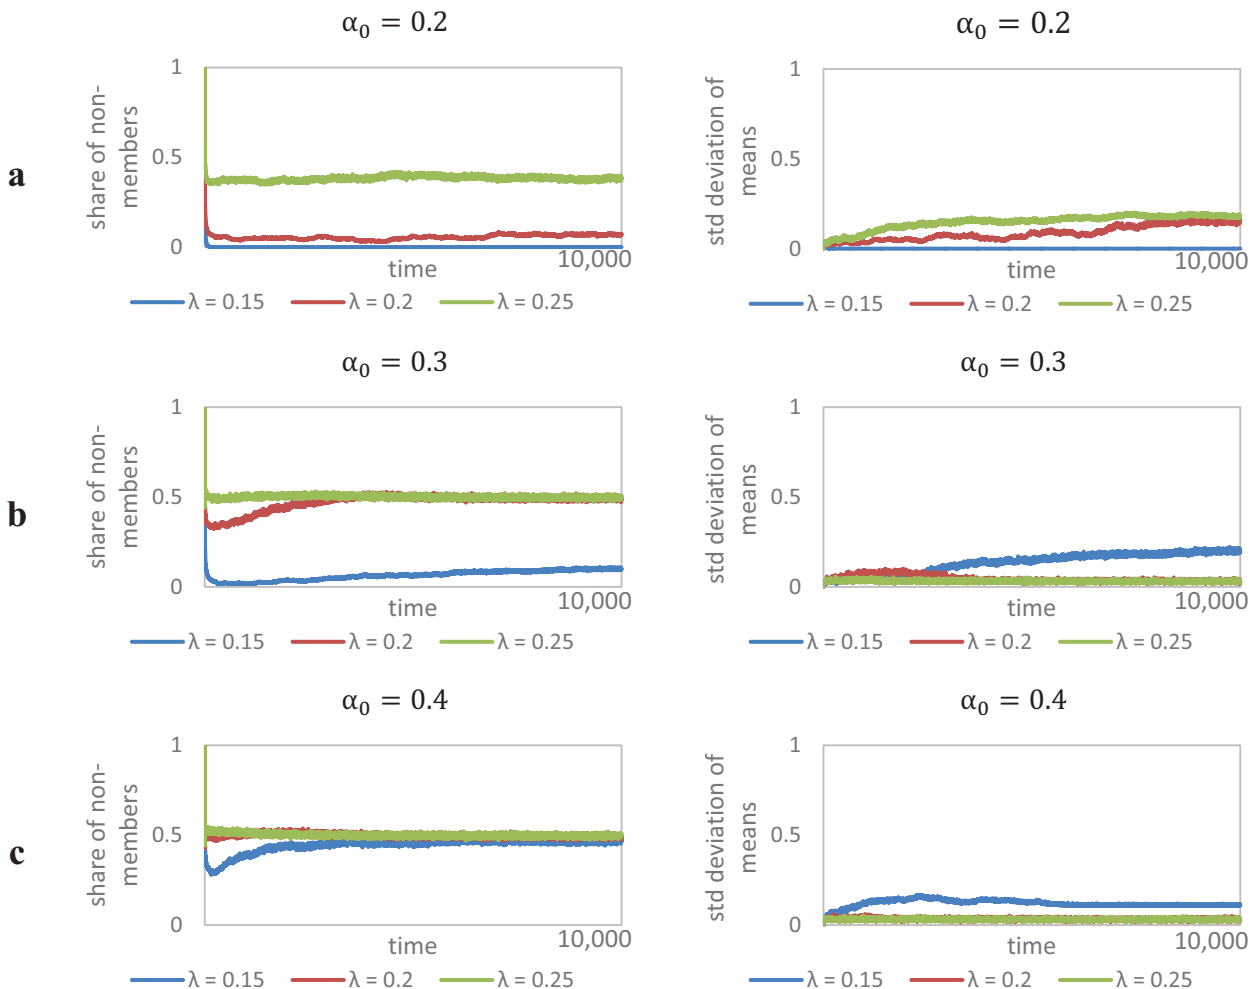 α₀ = 0.2
α₀ = 0.2
a
share of non-
members
1
0.5
0
time
10,000
λ = 0.15 λ = 0.2 λ = 0.25
std deviation of
means
1
0.5
0
time
10,000
λ = 0.15 λ = 0.2 λ = 0.25
α₀ = 0.3
α₀ = 0.3
b
share of non-
members
1
0.5
0
time
10,000
λ = 0.15 λ = 0.2 λ = 0.25
std deviation of
means
1
0.5
0
time
10,000
λ = 0.15 λ = 0.2 λ = 0.25
α₀ = 0.4
α₀ = 0.4
c
share of non-
members
1
0.5
0
time
10,000
λ = 0.15 λ = 0.2 λ = 0.25
std deviation of
means
1
0.5
0
time
10,000
λ = 0.15 λ = 0.2 λ = 0.25